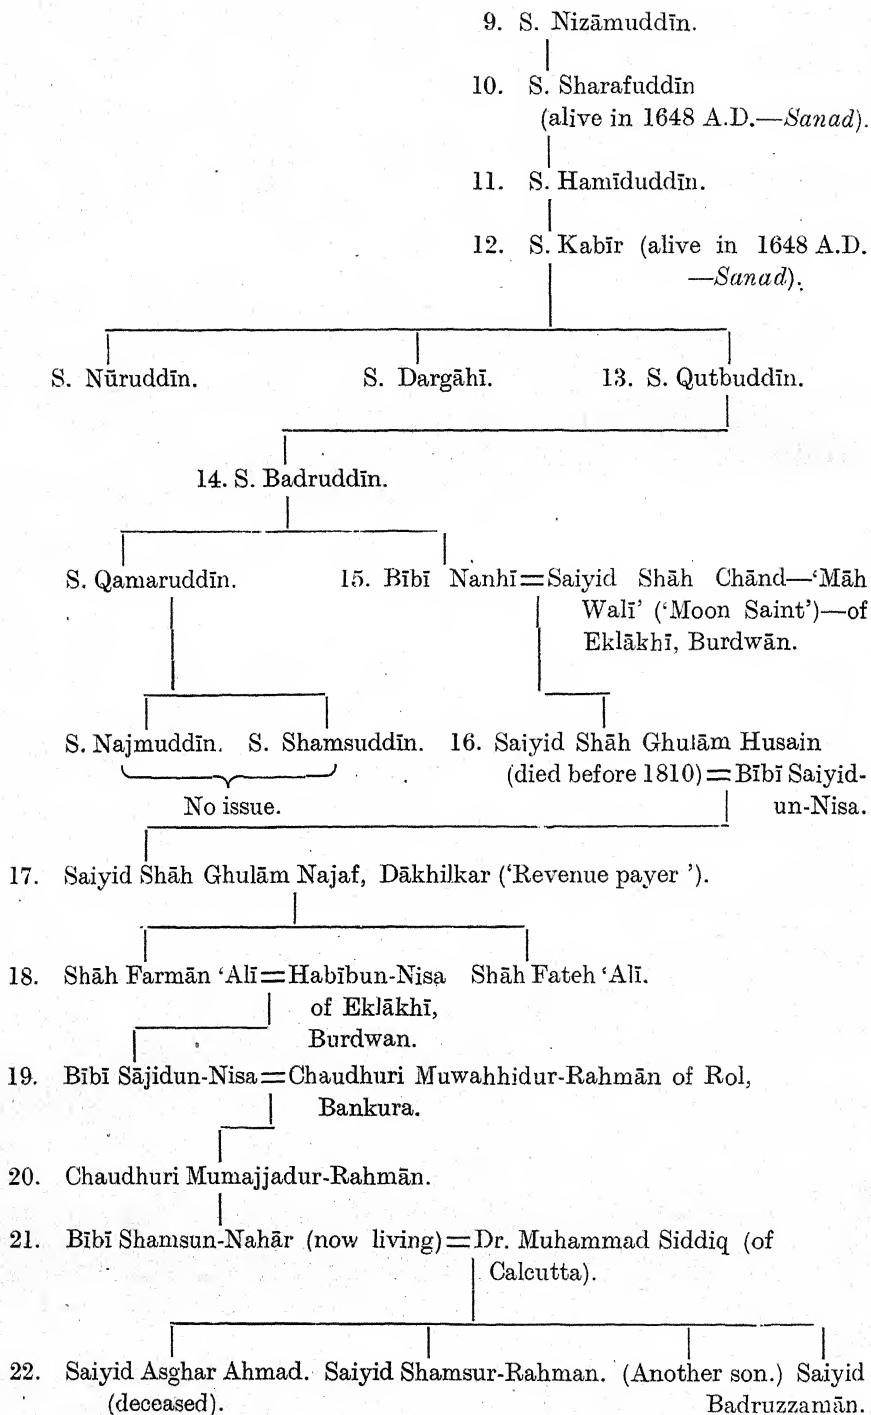 9. S. Nizāmuddīn.
10. S. Sharafuddīn
(alive in 1648 A.D.—Sanad).
11. S. Hamīduddīn.
12. S. Kabīr (alive in 1648 A.D.
—Sanad).
S. Nūruddīn. S. Dargāhī. 13. S. Qutbuddīn.
14. S. Badruddīn.
S. Qamaruddīn. 15. Bībī Nanhī=Saiyid Shāh Chānd—‘Māh
Walī’ (‘Moon Saint’)—of
Eklākhī, Burdwān.
S. Najmuddīn. S. Shamsuddīn. 16. Saiyid Shāh Ghulām Husain
(died before 1810)=Bībī Saiyid-
No issue. un-Nisa.
17. Saiyid Shāh Ghulām Najaf, Dākhilkar (‘Revenue payer’).
18. Shāh Farmān ‘Alī=Habībun-Nisa Shāh Fateh ‘Alī.
of Eklākhī,
Burdwan.
19. Bībī Sājidun-Nisa=Chaudhuri Muwahhidur-Rahmān of Rol,
Bankura.
20. Chaudhuri Mumajjadur-Rahmān.
21. Bībī Shamsun-Nahār (now living)=Dr. Muhammad Siddiq (of
Calcutta).
22. Saiyid Asghar Ahmad. Saiyid Shamsur-Rahman. (Another son.) Saiyid
(deceased). Badruzzamān.